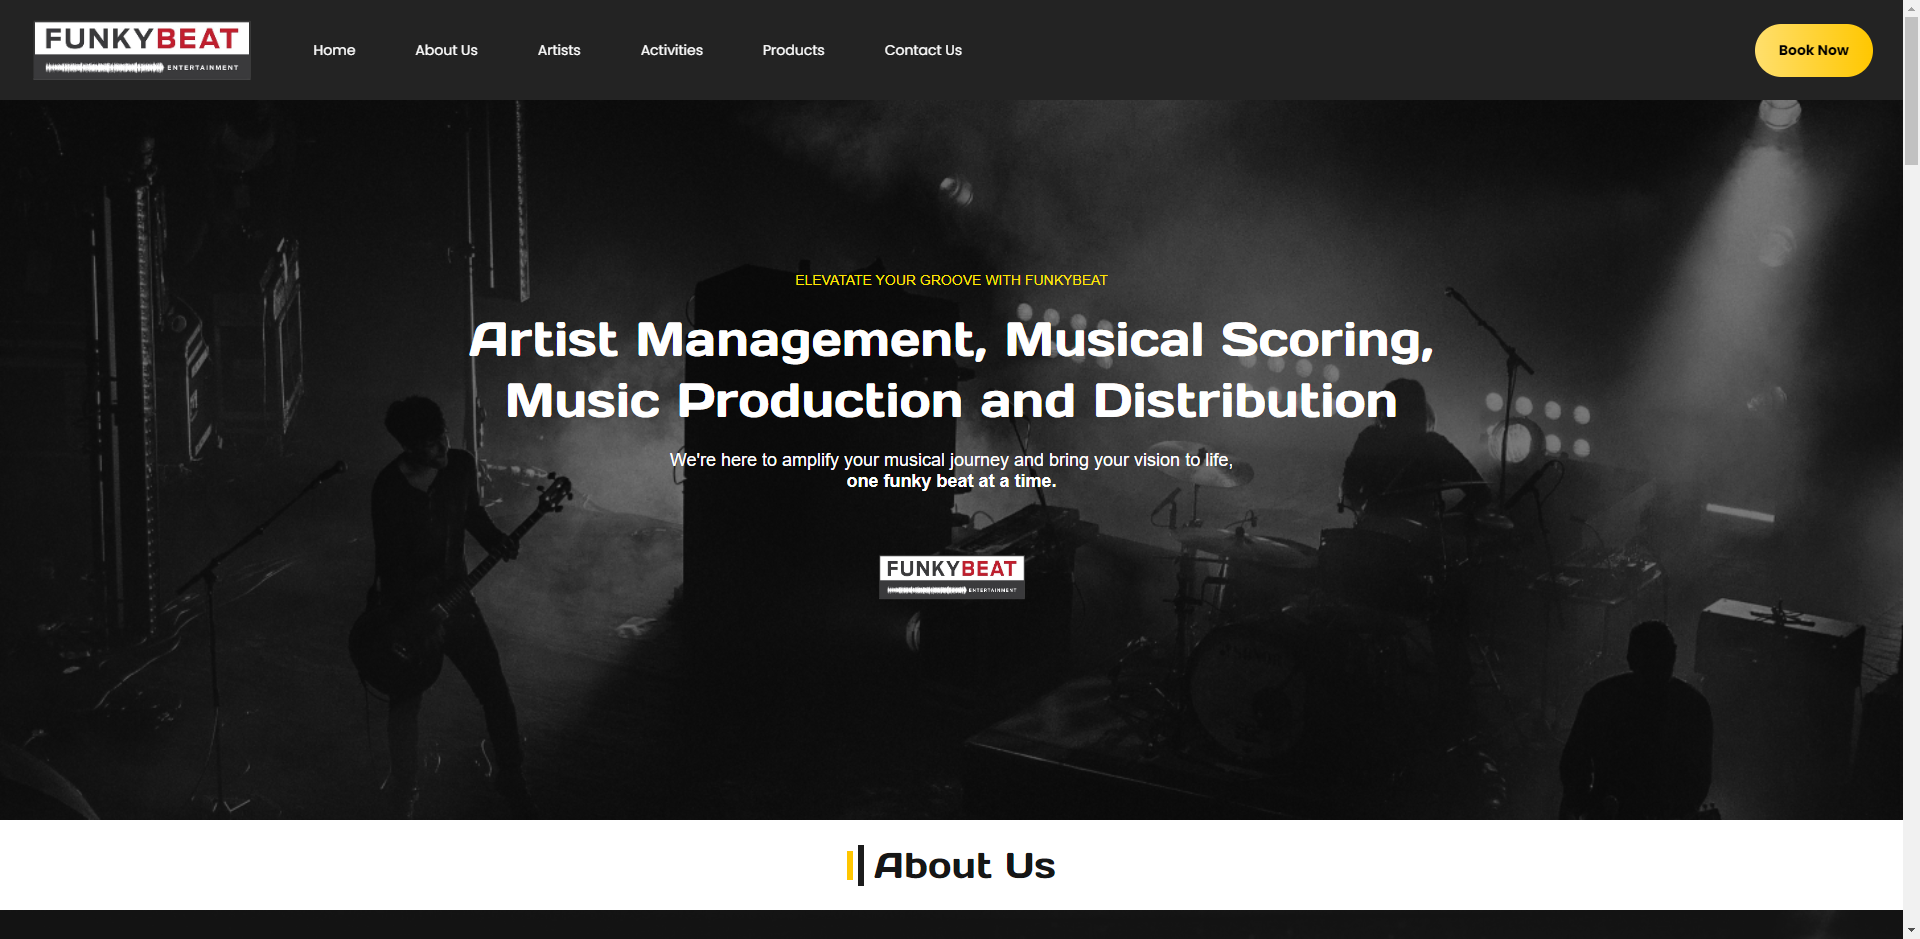 FUNKYBEAT
ENTERTAINMENT
Home
About Us
Artists
Activities
Products
Contact Us
Book Now
ELEVATATE YOUR GROOVE WITH FUNKYBEAT
Artist Management, Musical Scoring,
Music Production and Distribution
We're here to amplify your musical journey and bring your vision to life,
one funky beat at a time.
FUNKYBEAT
ENTERTAINMENT
About Us